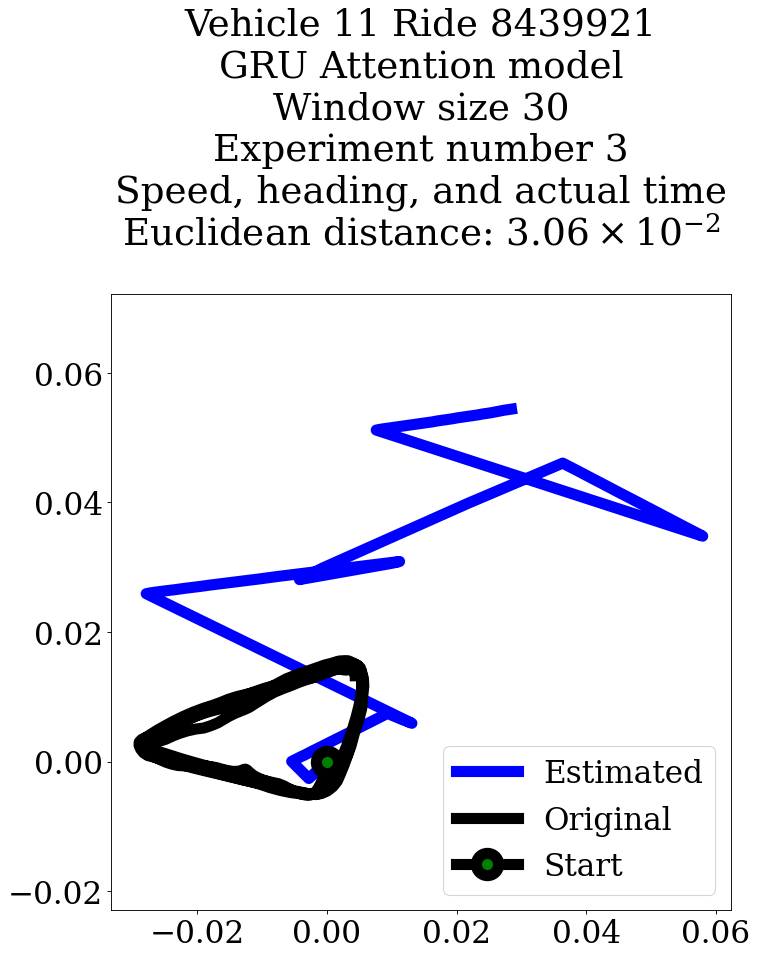 Vehicle 11 Ride 8439921
GRU Attention model
Window size 30
Experiment number 3
Speed, heading, and actual time
Euclidean distance: 3.06 × 10⁻²
0.06
0.04
0.02
0.00
−0.02
Estimated
Original
Start
−0.02 0.00 0.02 0.04 0.06